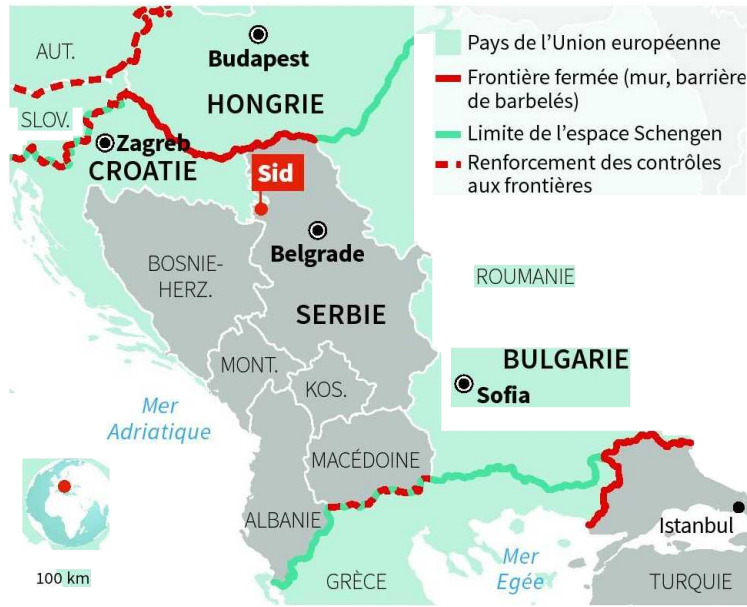 Pays de l'Union européenne
Frontière fermée (mur, barrière
de barbelés)
Limite de l'espace Schengen
Renforcement des contrôles
aux frontières
AUT.
Budapest
HONGRIE
SLOV.
Zagreb
CROATIE
Sid
Belgrade
BOSNIE-
HERZ.
ROUMANIE
SERBIE
MONT.
KOS.
BULGARIE
Sofia
Mer
Adriatique
MACÉDOINE
ALBANIE
Istanbul
Mer
Egée
100 km
GRÈCE
TURQUIE